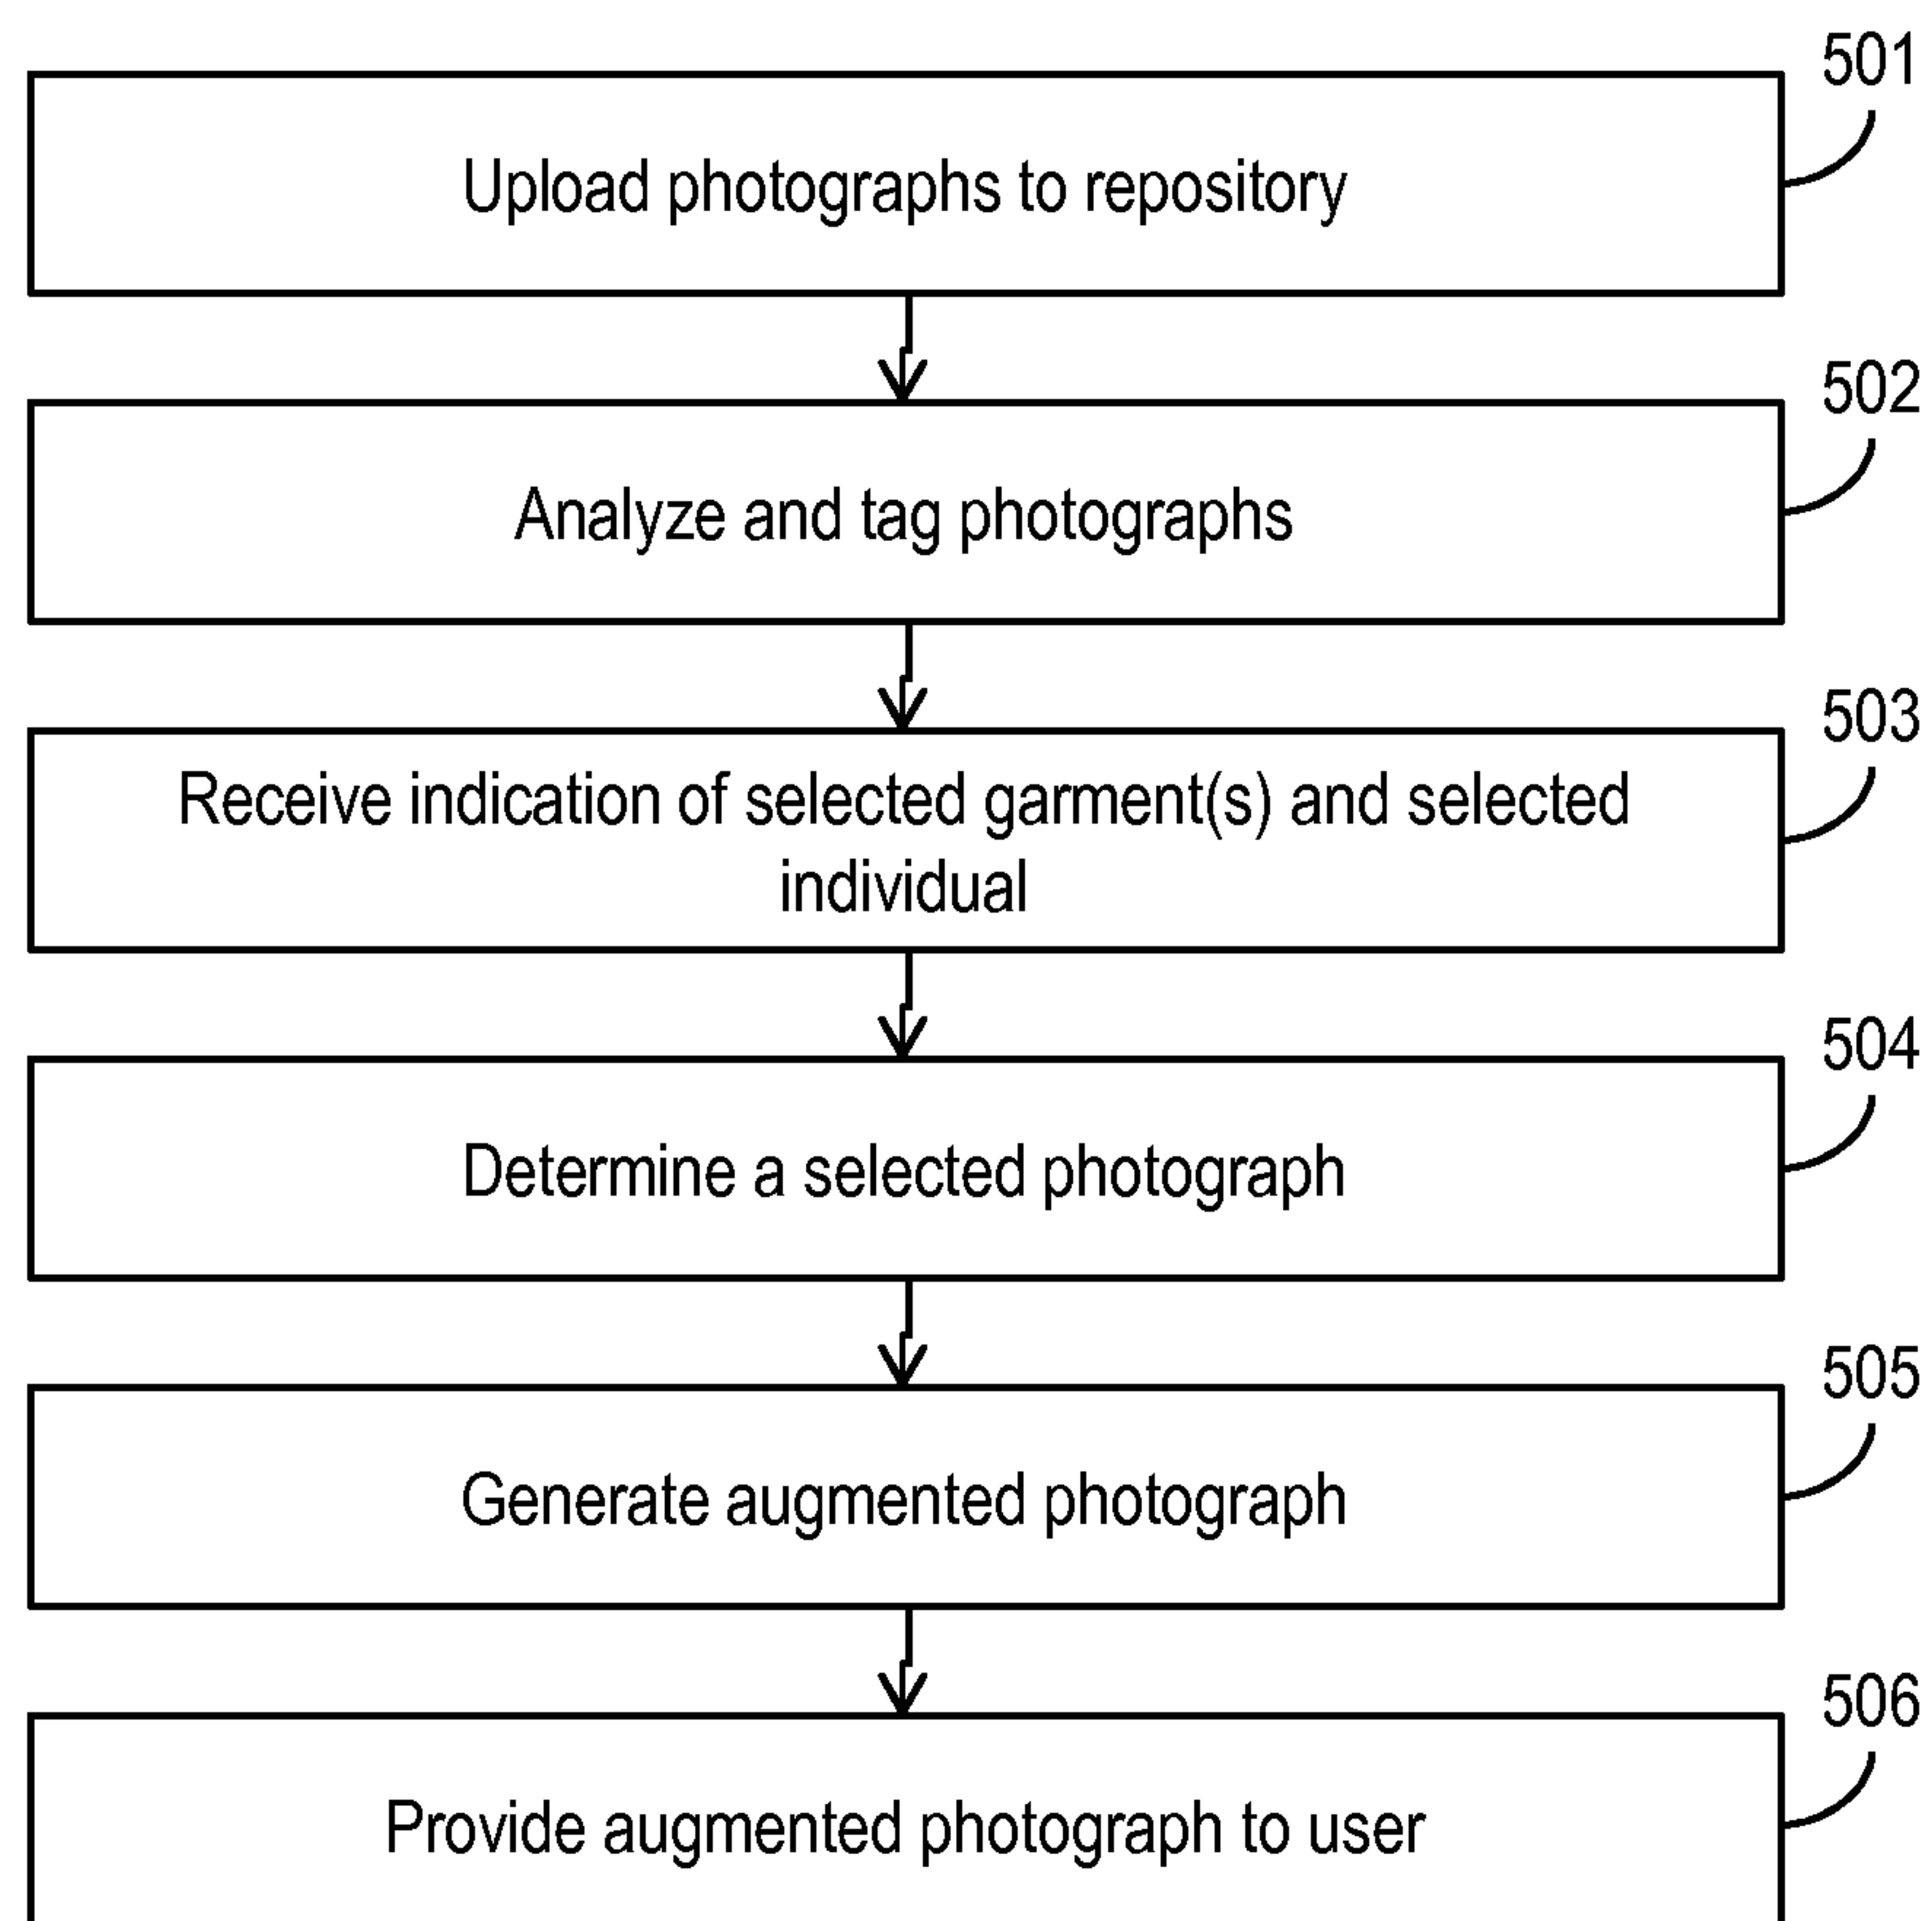 501
Upload photographs to repository
502
Analyze and tag photographs
503
Receive indication of selected garment(s) and selected
individual
504
Determine a selected photograph
505
Generate augmented photograph
506
Provide augmented photograph to user